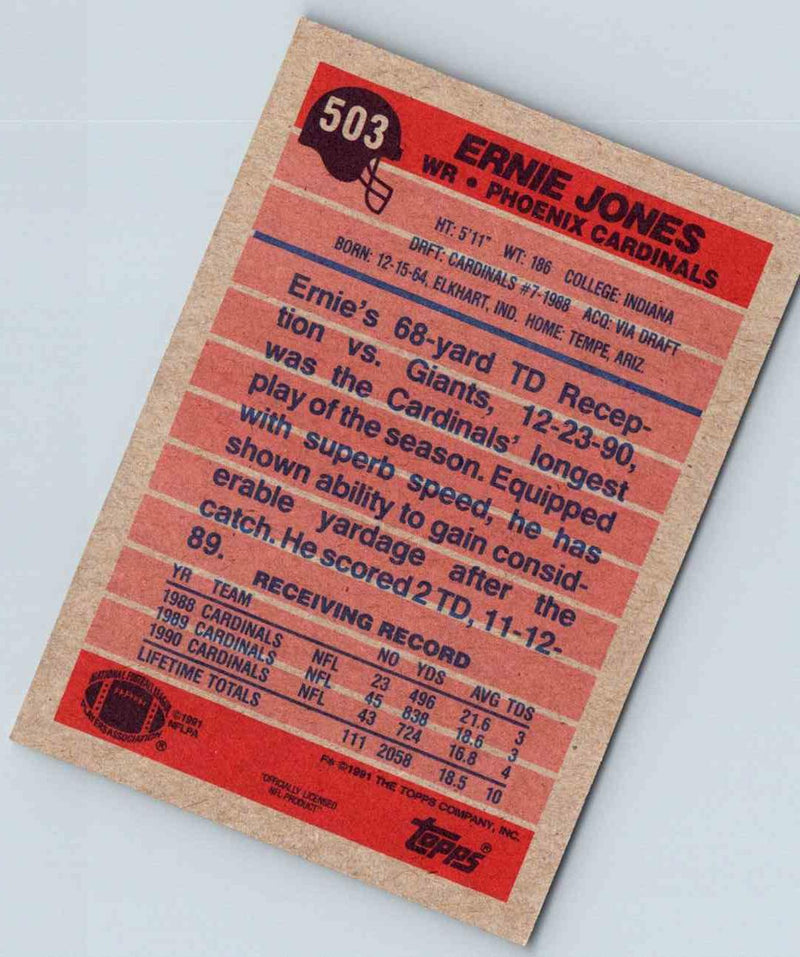 503
ERNIE JONES
WR • PHOENIX CARDINALS
HT: 5'11" WT: 186 COLLEGE: INDIANA
DRFT: CARDINALS #7-1988 ACQ: VIA DRAFT
BORN: 12-15-64, ELKHART, IND. HOME: TEMPE, ARIZ.
Ernie's 68-yard TD Recep-
tion vs. Giants, 12-23-90,
was the Cardinals' longest
play of the season. Equipped
with superb speed, he has
shown ability to gain consid-
erable yardage after the
catch. He scored 2 TD, 11-12-
89.
RECEIVING RECORD
YR TEAM NO YDS AVG TDS
1988 CARDINALS NFL 23 496 21.6 3
1989 CARDINALS NFL 45 838 18.6 3
1990 CARDINALS NFL 43 724 16.8 4
LIFETIME TOTALS 111 2058 18.5 10
NATIONAL FOOTBALL LEAGUE
PLAYERS ASSOCIATION ®
©1991
NFLPA
F* ©1991 THE TOPPS COMPANY, INC.
"OFFICIALLY LICENSED
NFL PRODUCT"
topps®